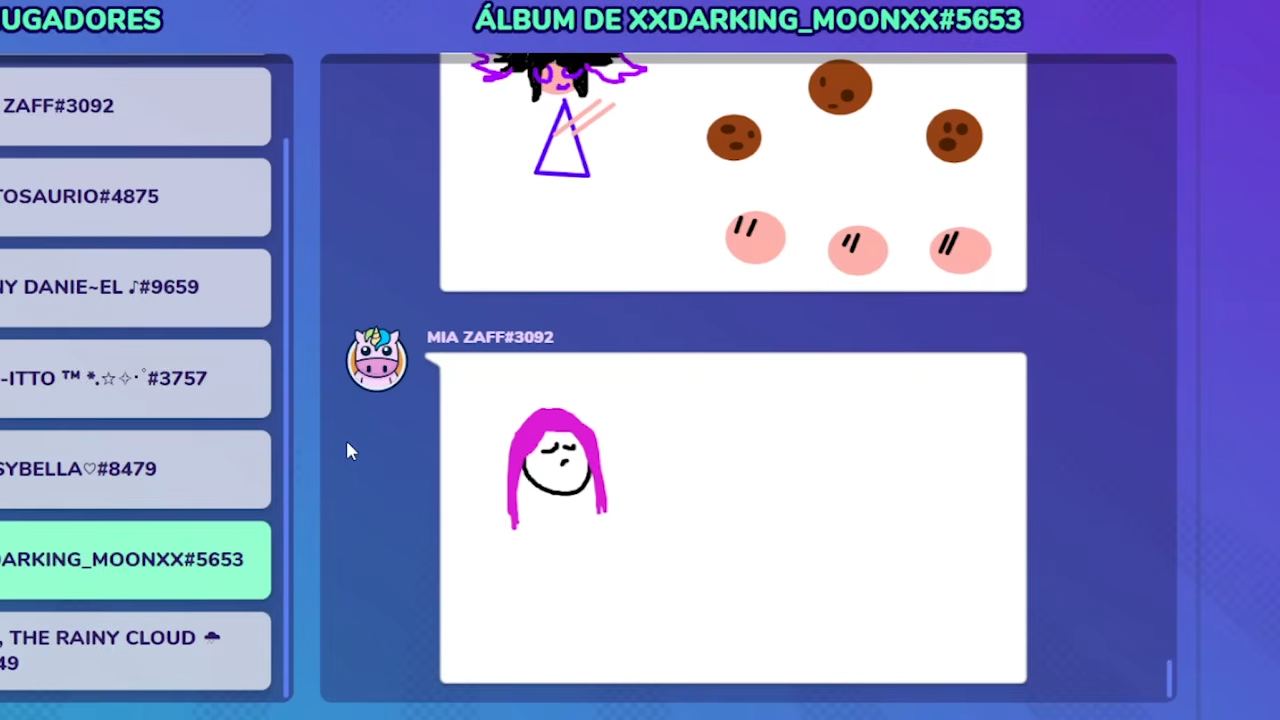 UGADORES
ÁLBUM DE XXDARKING_MOONXX#5653
ZAFF#3092
TOSAURIO#4875
NY DANIE~EL ♪#9659
-ITTO ™ *.☆✧･ﾟ#3757
SYBELLA♡#8479
DARKING_MOONXX#5653
, THE RAINY CLOUD 🌧
49
MIA ZAFF#3092